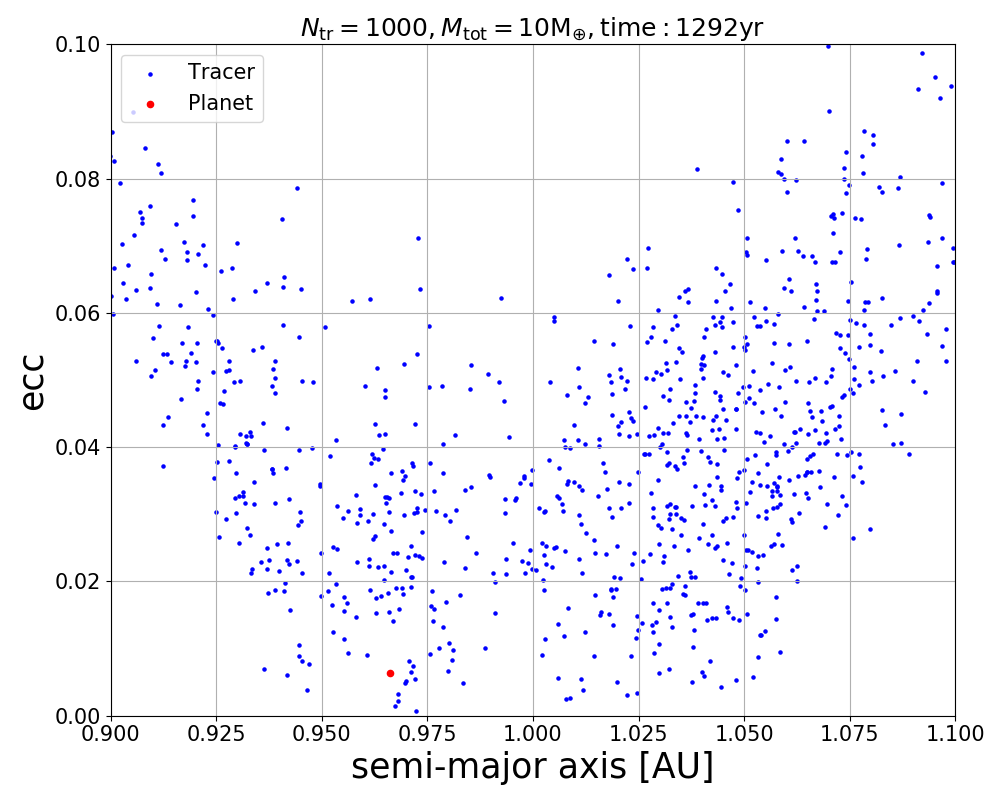 N_tr = 1000, M_tot = 10M_⊕, time : 1292yr
0.10
0.08
0.06
0.04
0.02
0.00
ecc
Tracer
Planet
0.900 0.925 0.950 0.975 1.000 1.025 1.050 1.075 1.100
semi-major axis [AU]